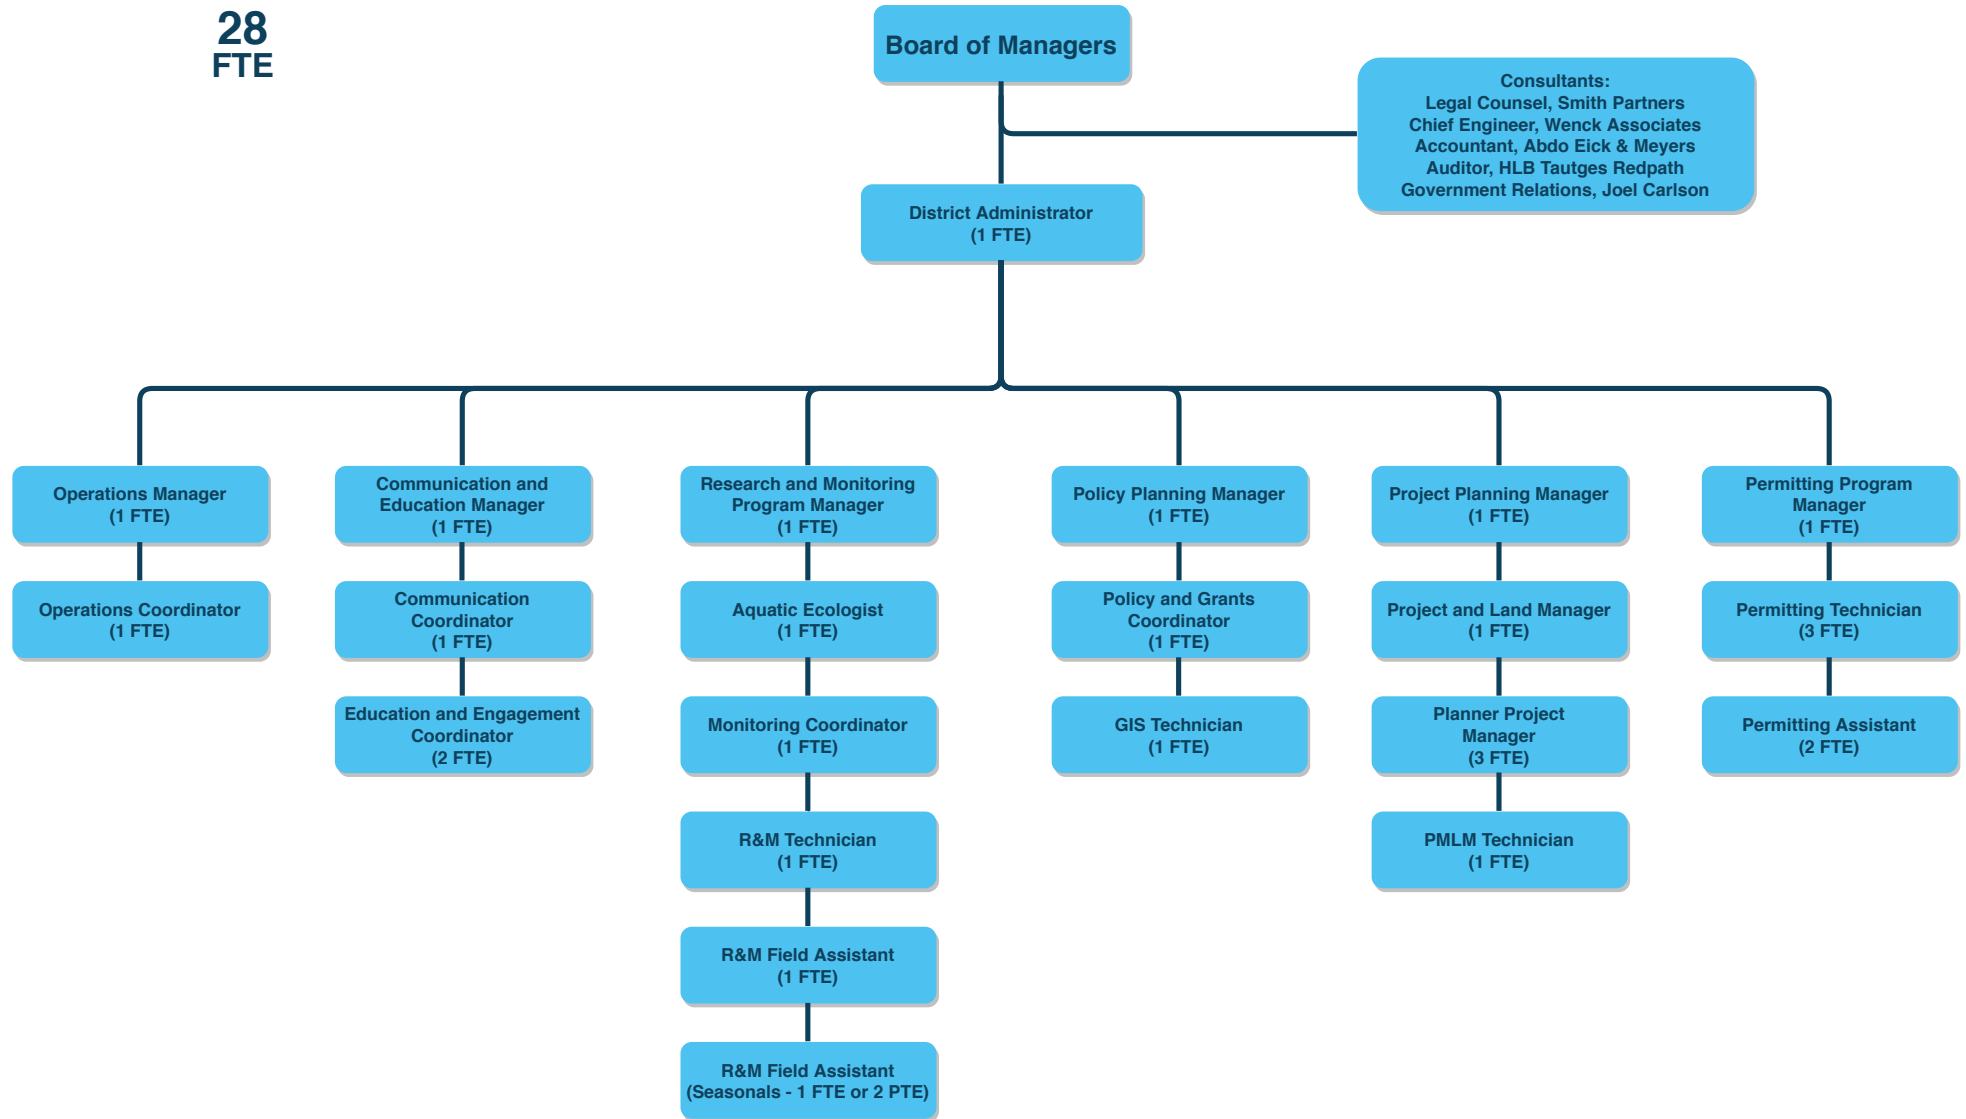 28
FTE
Board of Managers
Consultants:
Legal Counsel, Smith Partners
Chief Engineer, Wenck Associates
Accountant, Abdo Eick & Meyers
Auditor, HLB Tautges Redpath
Government Relations, Joel Carlson
District Administrator
(1 FTE)
Operations Manager
(1 FTE)
Operations Coordinator
(1 FTE)
Communication and
Education Manager
(1 FTE)
Communication
Coordinator
(1 FTE)
Education and Engagement
Coordinator
(2 FTE)
Research and Monitoring
Program Manager
(1 FTE)
Aquatic Ecologist
(1 FTE)
Monitoring Coordinator
(1 FTE)
R&M Technician
(1 FTE)
R&M Field Assistant
(1 FTE)
R&M Field Assistant
(Seasonals - 1 FTE or 2 PTE)
Policy Planning Manager
(1 FTE)
Policy and Grants
Coordinator
(1 FTE)
GIS Technician
(1 FTE)
Project Planning Manager
(1 FTE)
Project and Land Manager
(1 FTE)
Planner Project
Manager
(3 FTE)
PMLM Technician
(1 FTE)
Permitting Program
Manager
(1 FTE)
Permitting Technician
(3 FTE)
Permitting Assistant
(2 FTE)